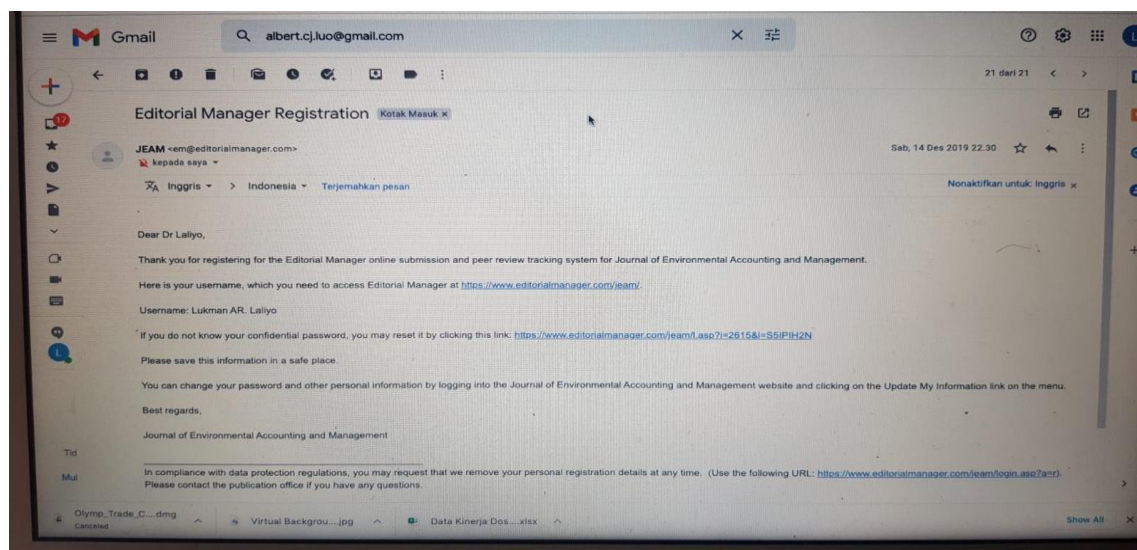 Gmail
albert.cj.luo@gmail.com
21 dari 21
Editorial Manager Registration Kotak Masuk ×
17
JEAM <em@editorialmanager.com>
Sab, 14 Des 2019 22.30
kepada saya
Inggris > Indonesia Terjemahkan pesan
Nonaktifkan untuk: Inggris ×
Dear Dr Laliyo,
Thank you for registering for the Editorial Manager online submission and peer review tracking system for Journal of Environmental Accounting and Management.
Here is your username, which you need to access Editorial Manager at https://www.editorialmanager.com/jeam/.
Username: Lukman AR. Laliyo
If you do not know your confidential password, you may reset it by clicking this link: https://www.editorialmanager.com/jeam/l.asp?i=2615&l=S5iPIH2N
Please save this information in a safe place.
You can change your password and other personal information by logging into the Journal of Environmental Accounting and Management website and clicking on the Update My Information link on the menu.
Best regards,
Journal of Environmental Accounting and Management
Tid
In compliance with data protection regulations, you may request that we remove your personal registration details at any time. (Use the following URL: https://www.editorialmanager.com/jeam/login.asp?a=r).
Mul
Please contact the publication office if you have any questions.
Olymp_Trade_C....dmg
Canceled
Virtual Backgrou....jpg
Data Kinerja Dos....xlsx
Show All ×
L